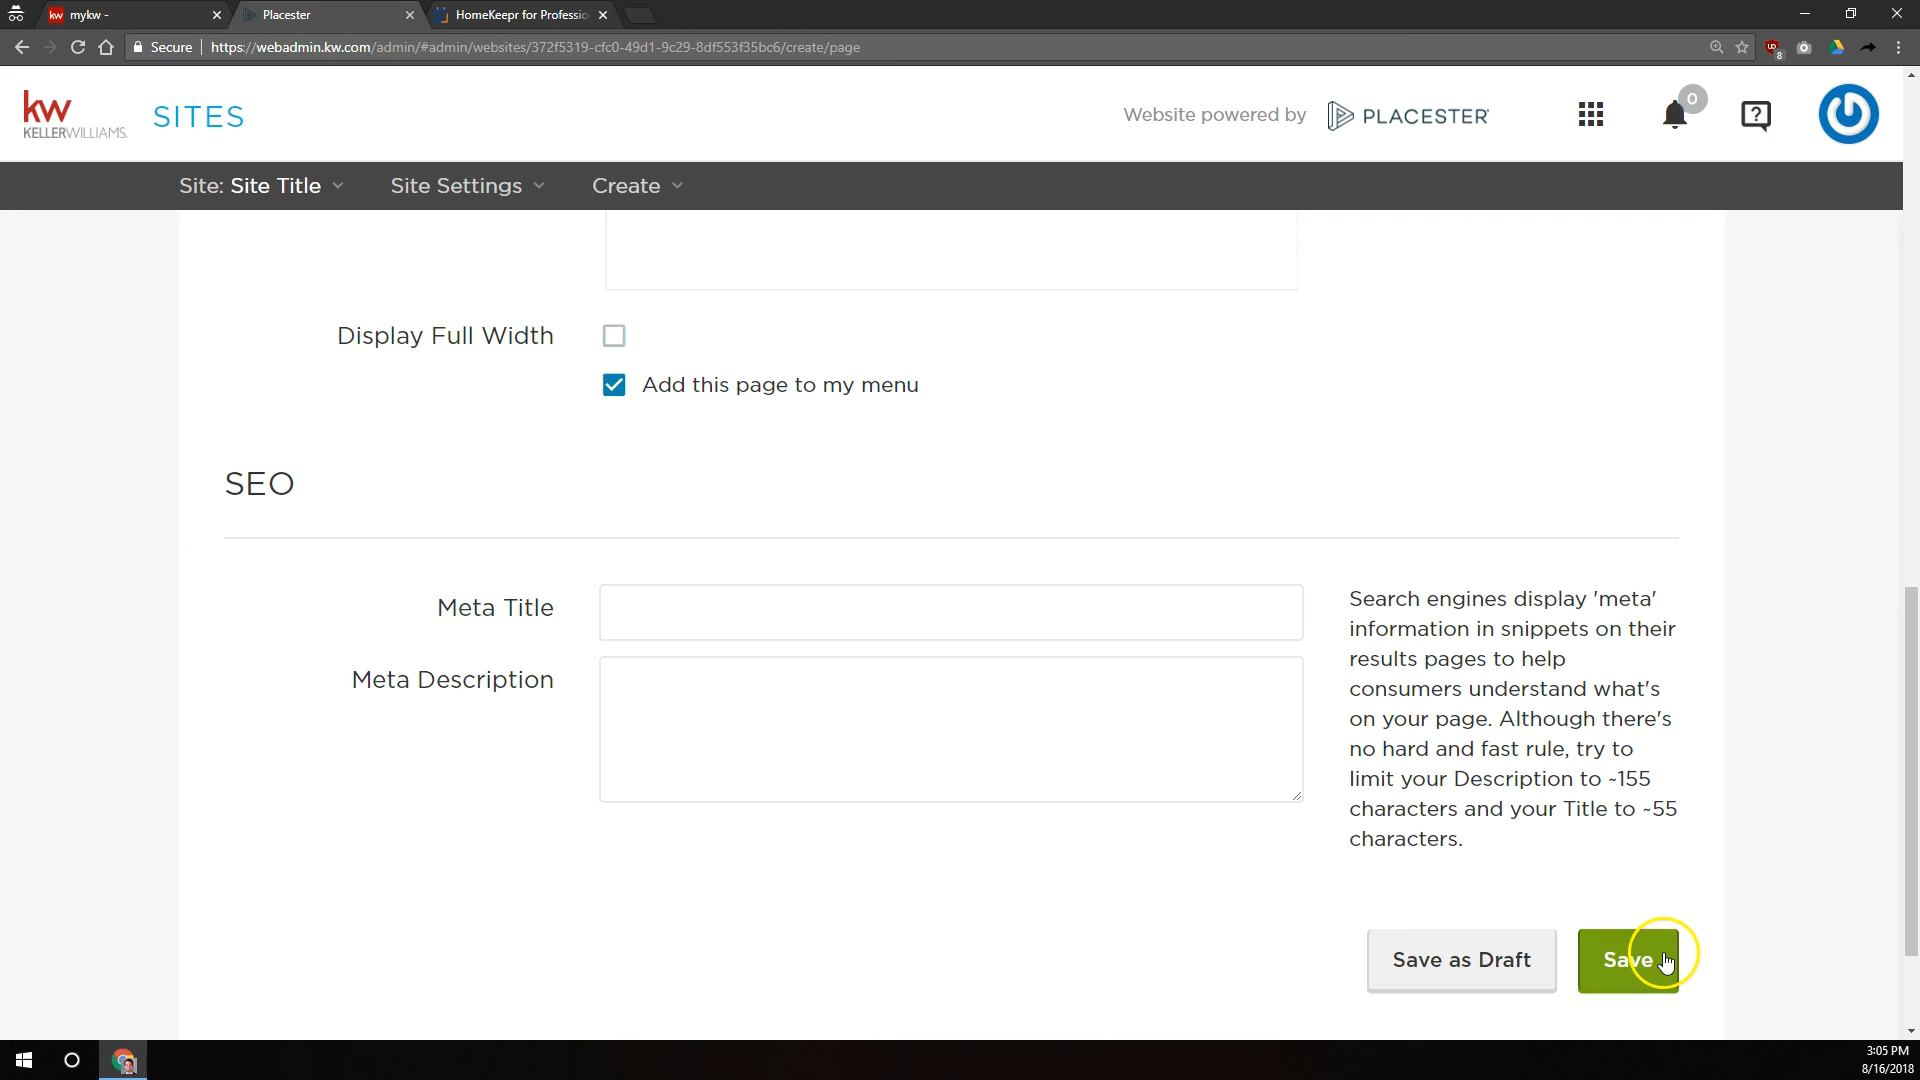 mykw -
Placester
HomeKeepr for Professio
Secure
https://webadmin.kw.com/admin/#admin/websites/372f5319-cfc0-49d1-9c29-8df553f35bc6/create/page
8
kw
KELLERWILLIAMS.
SITES
Website powered by
PLACESTER
0
?
Site: Site Title
Site Settings
Create
Display Full Width
Add this page to my menu
SEO
Meta Title
Meta Description
Search engines display 'meta'
information in snippets on their
results pages to help
consumers understand what's
on your page. Although there's
no hard and fast rule, try to
limit your Description to ~155
characters and your Title to ~55
characters.
Save as Draft
Save
3:05 PM
8/16/2018